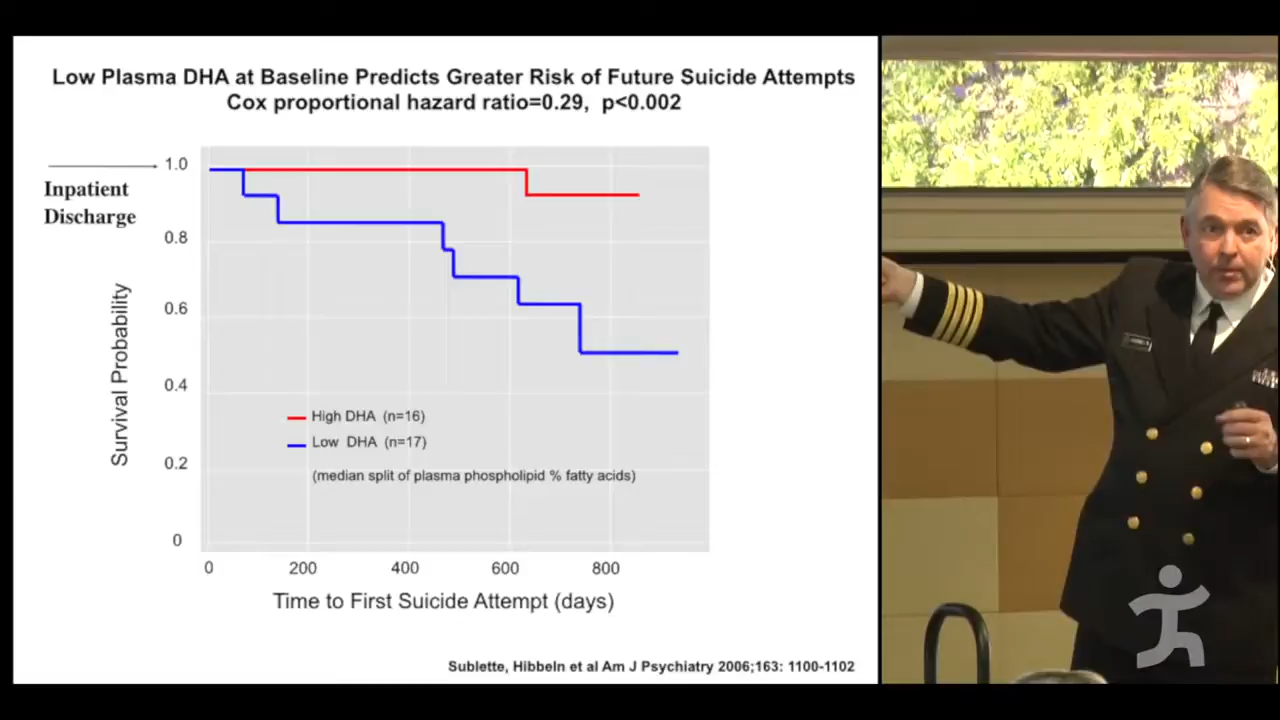 Low Plasma DHA at Baseline Predicts Greater Risk of Future Suicide Attempts
Cox proportional hazard ratio=0.29, p<0.002
Inpatient
Discharge
1.0
0.8
0.6
0.4
0.2
0
Survival Probability
High DHA (n=16)
Low DHA (n=17)
(median split of plasma phospholipid % fatty acids)
0 200 400 600 800
Time to First Suicide Attempt (days)
Sublette, Hibbeln et al Am J Psychiatry 2006;163: 1100-1102